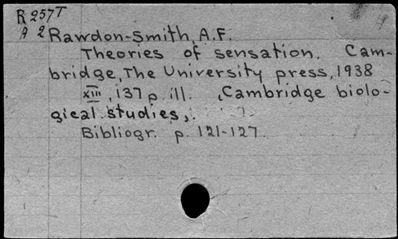 R257T
A2 Rawdon-Smith, A.F.
Theories of sensation. Cam-
bridge, The University press, 1938
xiii, 137 p. ill. (Cambridge biolo-
gical studies,
Bibliogr. p. 121-127